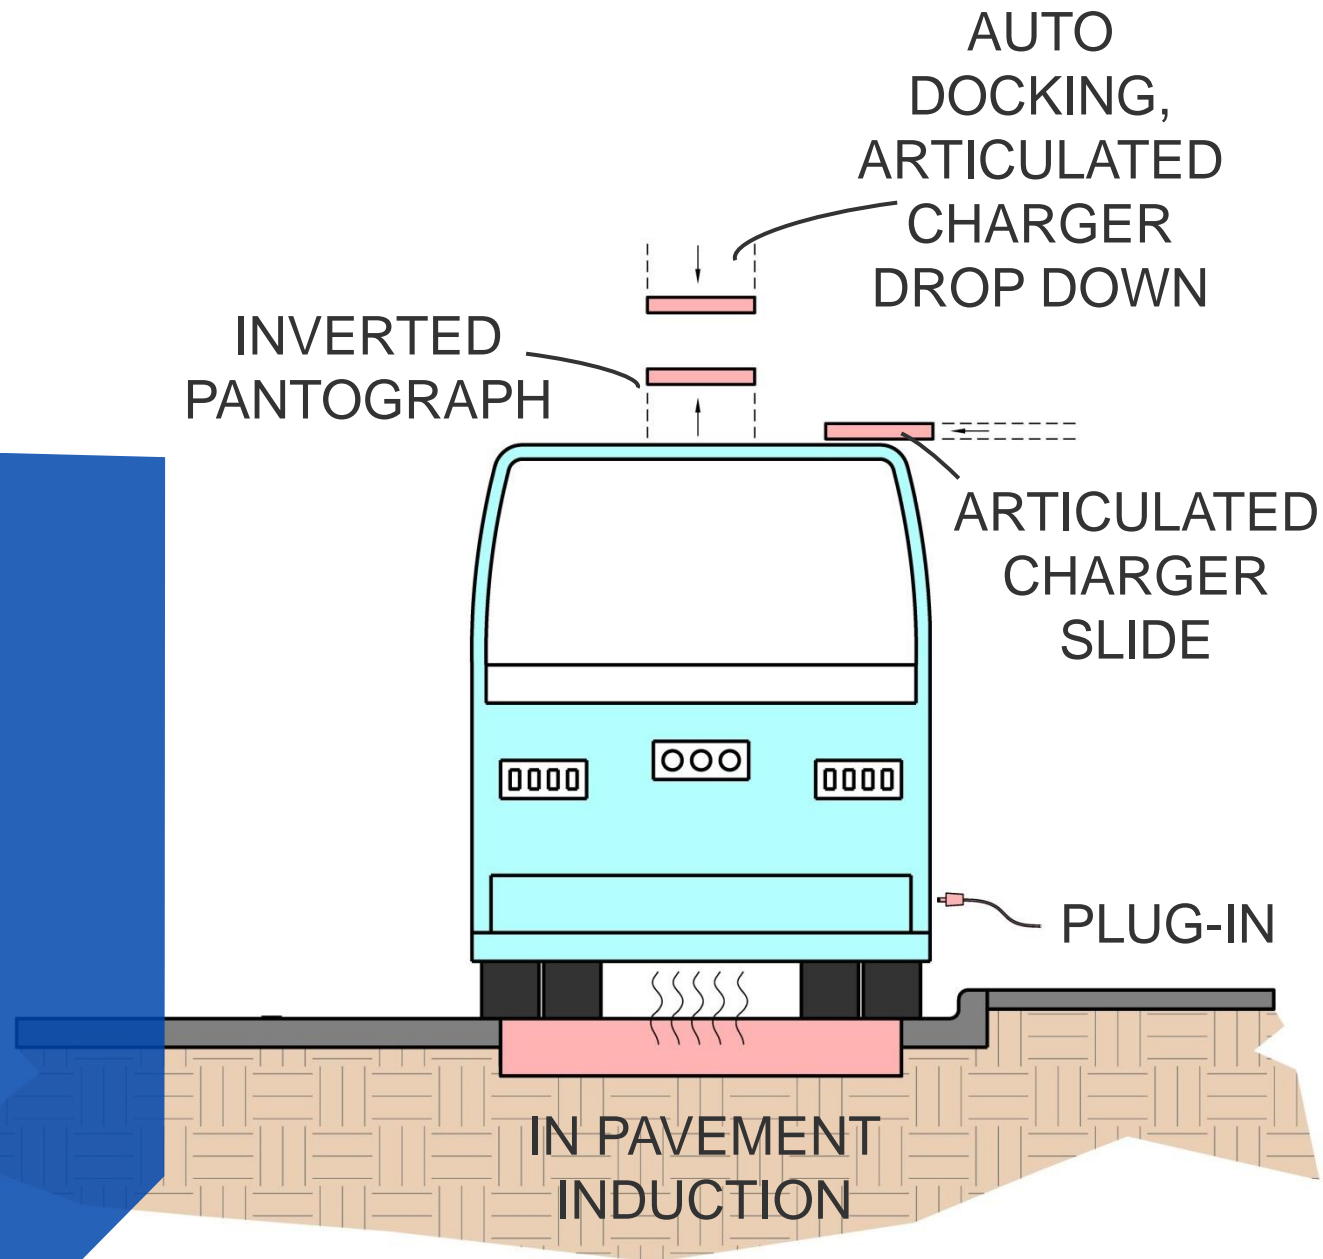 AUTO
DOCKING,
ARTICULATED
CHARGER
DROP DOWN
INVERTED
PANTOGRAPH
ARTICULATED
CHARGER
SLIDE
PLUG-IN
IN PAVEMENT
INDUCTION